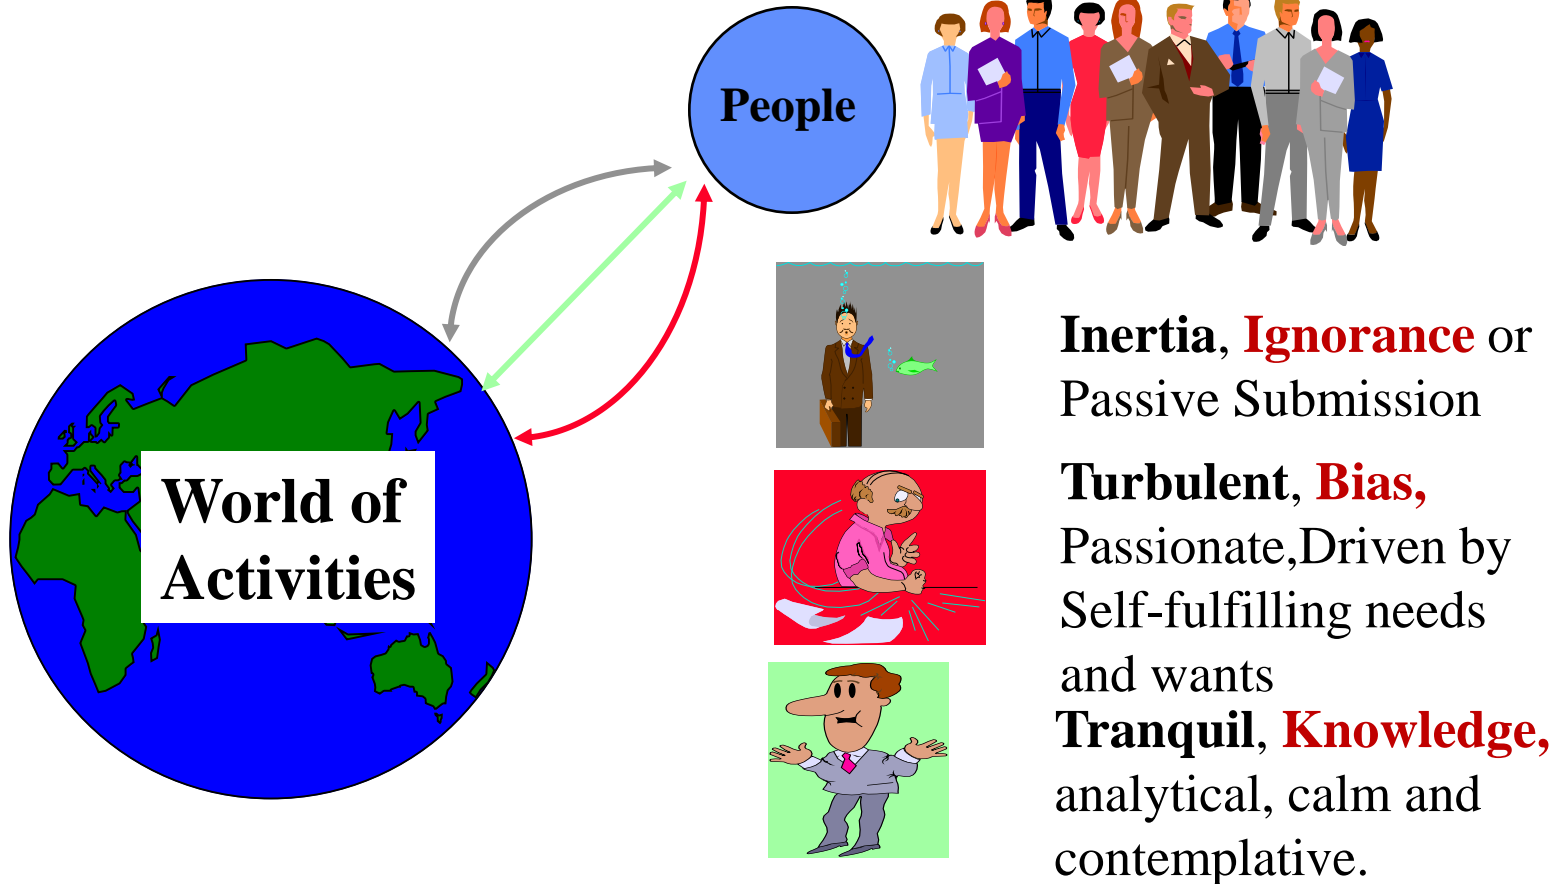 People
World of
Activities
Inertia, Ignorance or
Passive Submission
Turbulent, Bias,
Passionate,Driven by
Self-fulfilling needs
and wants
Tranquil, Knowledge,
analytical, calm and
contemplative.